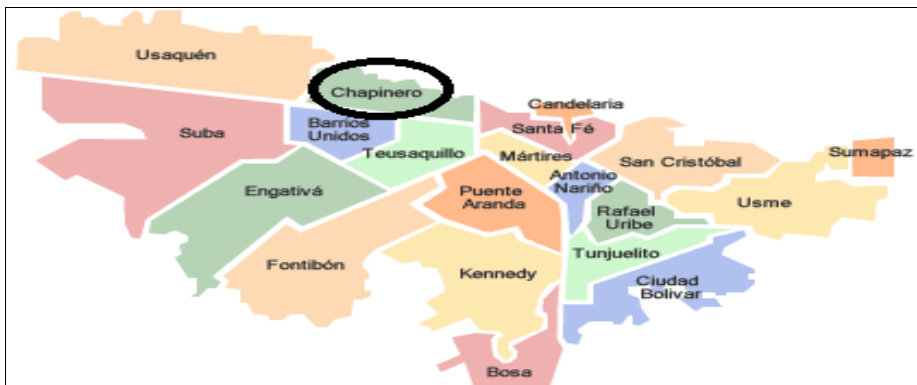 Usaquén
Chapinero
Candelaria
Suba
Barrios
Unidos
Santa Fé
Teusaquillo
Mártires
San Cristóbal
Sumapaz
Antonio
Nariño
Engativá
Puente
Aranda
Usme
Rafael
Uribe
Fontibón
Kennedy
Tunjuelito
Ciudad
Bolivar
Bosa